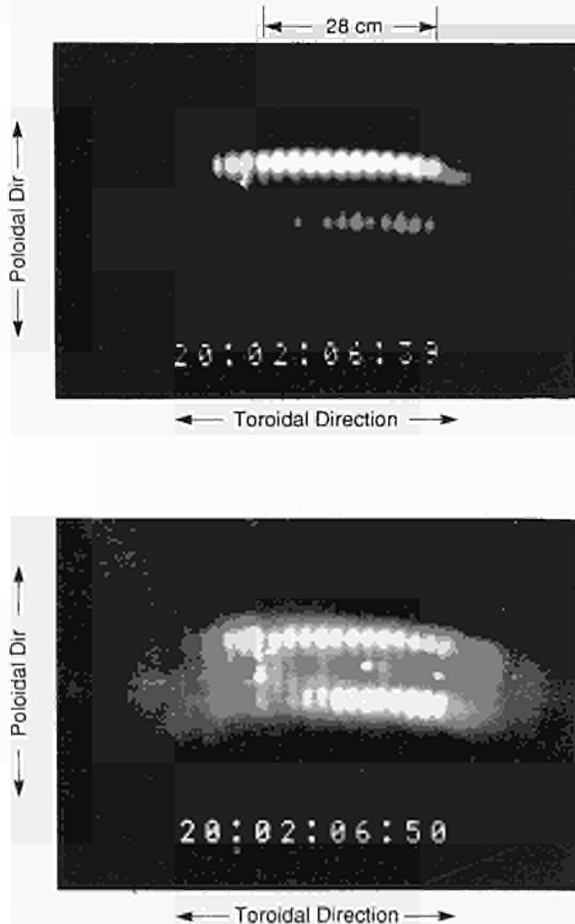 28 cm
Poloidal Dir
20:02:06:39
Toroidal Direction
Poloidal Dir
20:02:06:50
Toroidal Direction